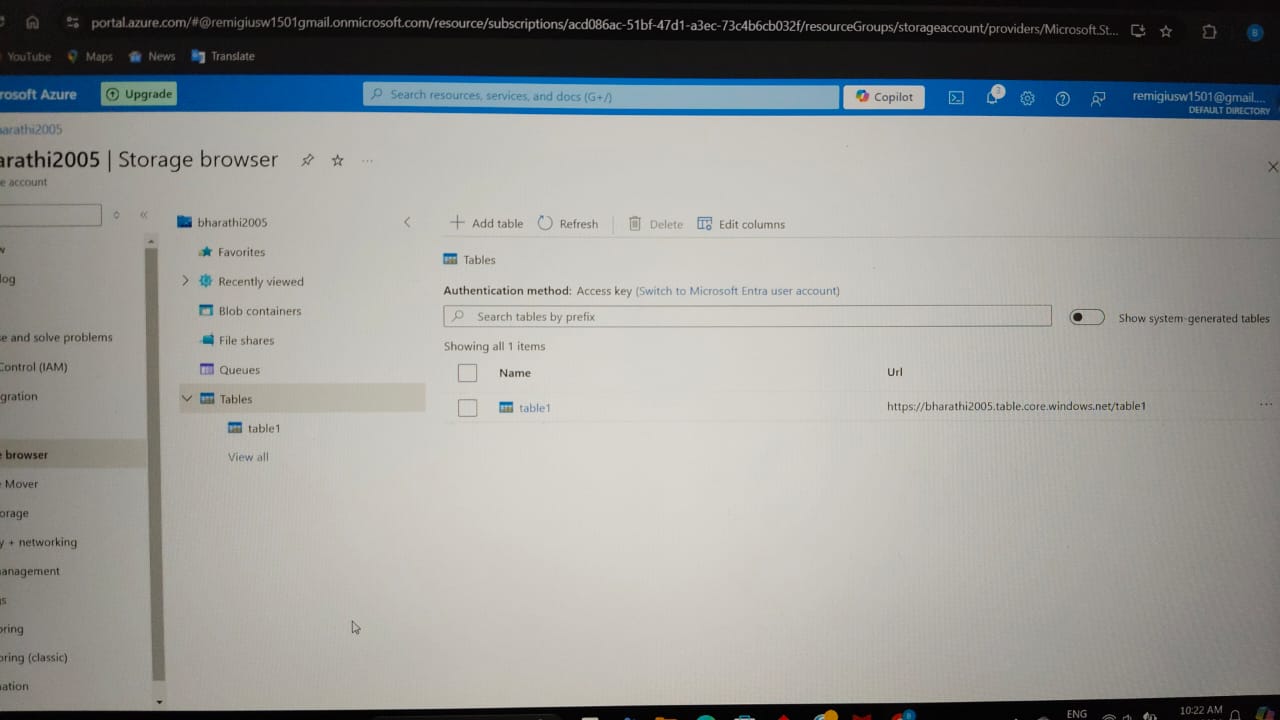 portal.azure.com/#@remigiusw1501gmail.onmicrosoft.com/resource/subscriptions/acd086ac-51bf-47d1-a3ec-73c4b6cb032f/resourceGroups/storageaccount/providers/Microsoft.St...
B
YouTube
Maps
News
Translate
rosoft Azure
Upgrade
Search resources, services, and docs (G+/)
Copilot
3
remigiusw1501@gmail....
DEFAULT DIRECTORY
arathi2005
arathi2005 | Storage browser
...
e account
w
log
e and solve problems
Control (IAM)
gration
e browser
e Mover
orage
y + networking
anagement
gs
oring
oring (classic)
ation
bharathi2005
Favorites
Recently viewed
Blob containers
File shares
Queues
Tables
table1
View all
Add table
Refresh
Delete
Edit columns
Tables
Authentication method: Access key (Switch to Microsoft Entra user account)
Search tables by prefix
Show system-generated tables
Showing all 1 items
Name
Url
table1
https://bharathi2005.table.core.windows.net/table1
...
ENG
10:22 AM